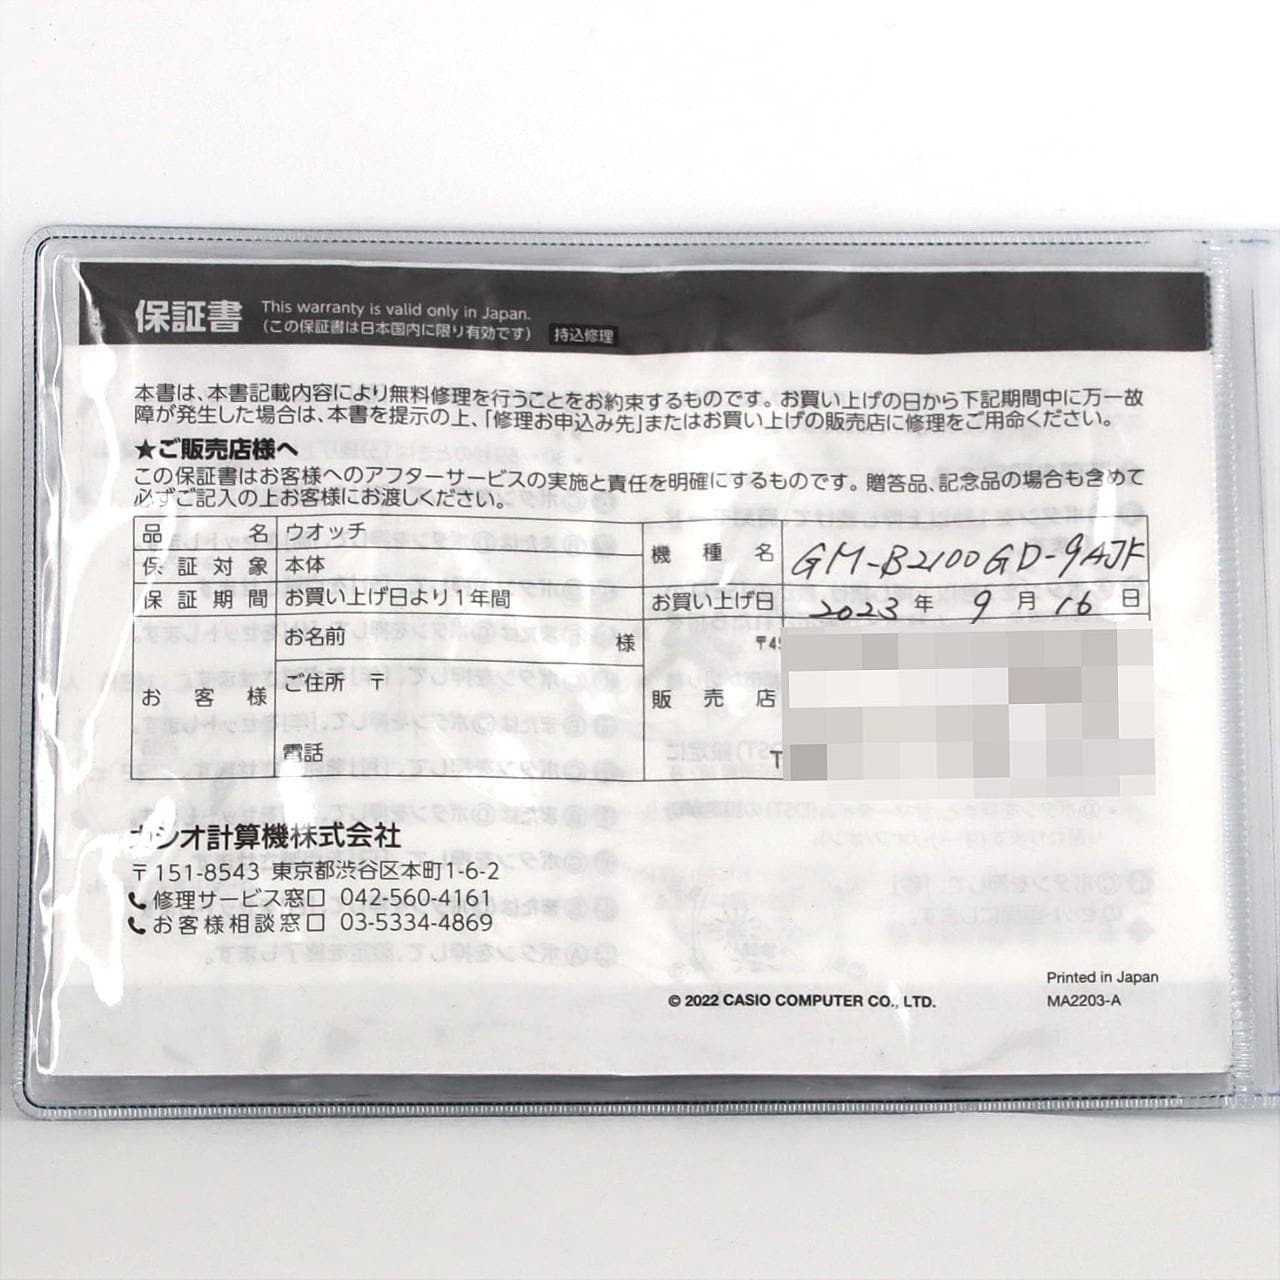 保証書 This warranty is valid only in Japan.
(この保証書は日本国内に限り有効です) 持込修理
本書は、本書記載内容により無料修理を行うことをお約束するものです。お買い上げの日から下記期間中に万一故
障が発生した場合は、本書を提示の上、「修理お申込み先」またはお買い上げの販売店に修理をご用命ください。
★ご販売店様へ
この保証書はお客様へのアフターサービスの実施と責任を明確にするものです。贈答品、記念品の場合も含めて
必ずご記入の上お客様にお渡しください。
品名 ウオッチ
保証対象 本体
機種名 GM-B2100GD-9AJF
保証期間 お買い上げ日より1年間
お買い上げ日 2023年9月16日
お客様
お名前 様
ご住所 〒
電話
販売店
〒49
T
カシオ計算機株式会社
〒151-8543 東京都渋谷区本町1-6-2
修理サービス窓口 042-560-4161
お客様相談窓口 03-5334-4869
© 2022 CASIO COMPUTER CO., LTD.
Printed in Japan
MA2203-A